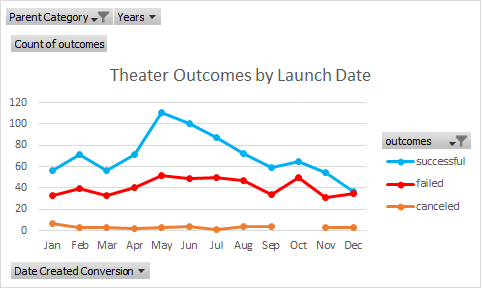 Parent Category Years
Count of outcomes
Theater Outcomes by Launch Date
120
100
80
60
40
20
0
Jan Feb Mar Apr May Jun Jul Aug Sep Oct Nov Dec
outcomes
successful
failed
canceled
Date Created Conversion